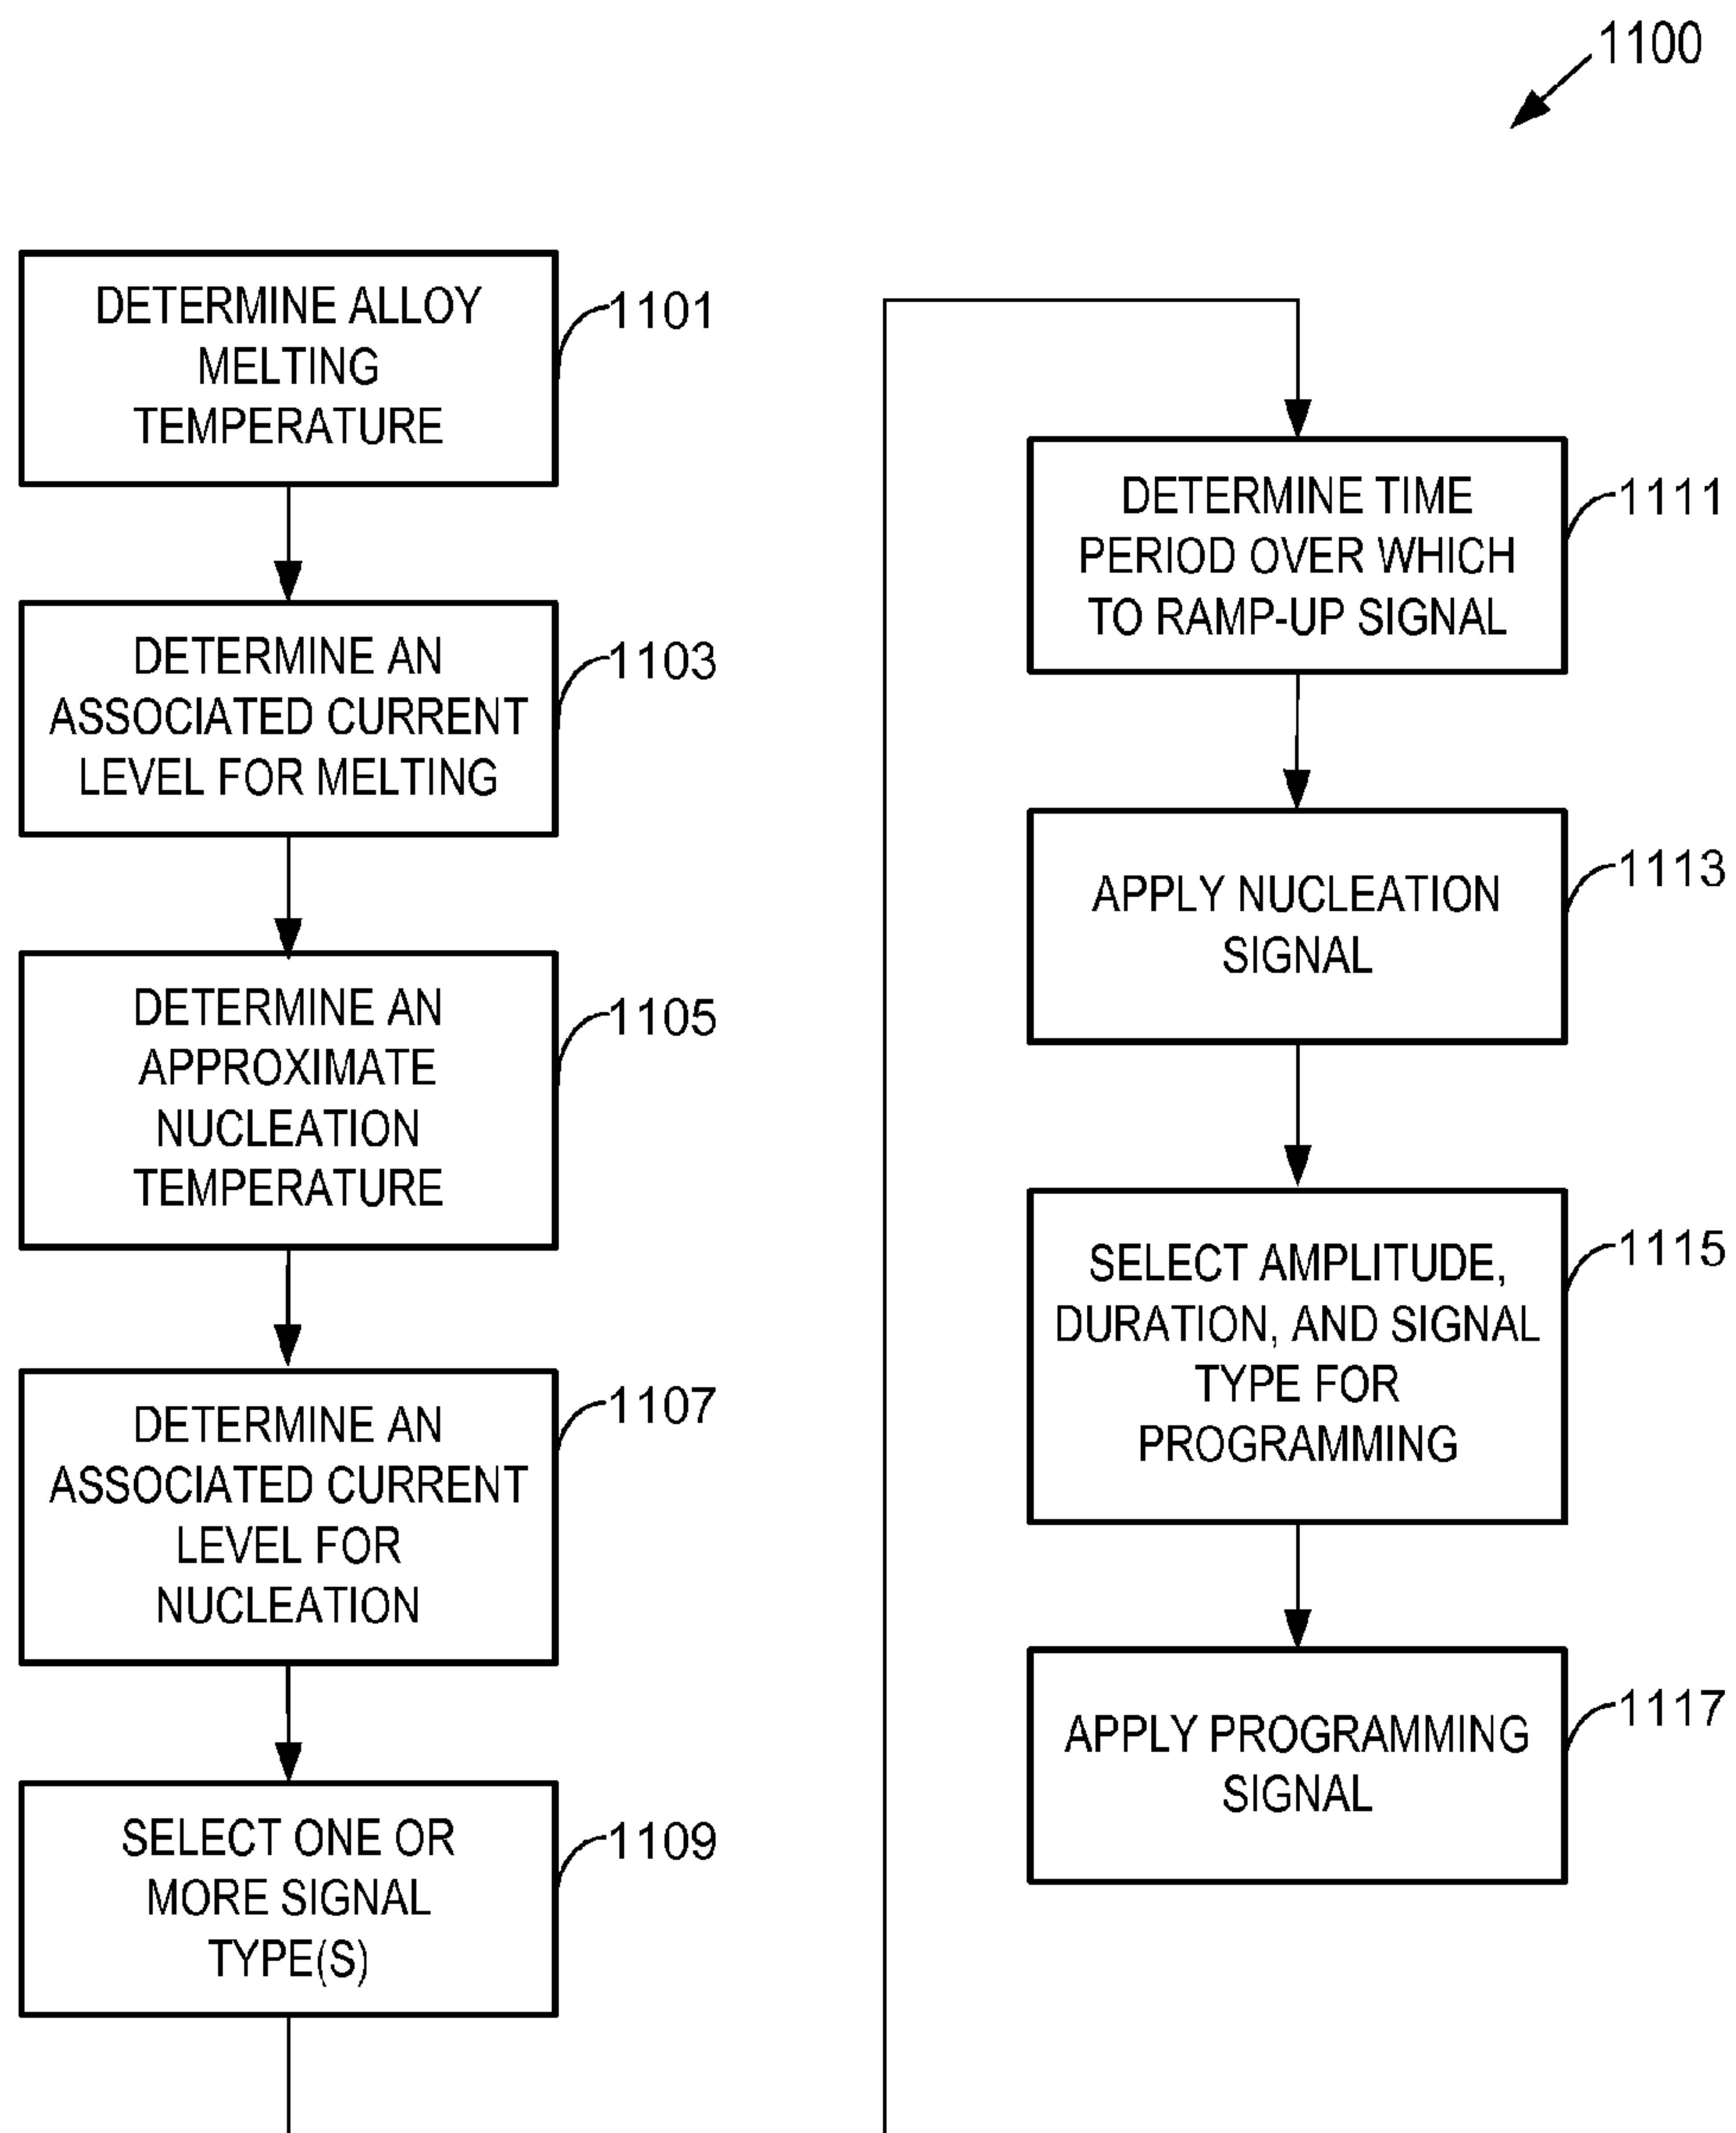 1100
DETERMINE ALLOY
MELTING
TEMPERATURE
1101
DETERMINE AN
ASSOCIATED CURRENT
LEVEL FOR MELTING
1103
DETERMINE AN
APPROXIMATE
NUCLEATION
TEMPERATURE
1105
DETERMINE AN
ASSOCIATED CURRENT
LEVEL FOR
NUCLEATION
1107
SELECT ONE OR
MORE SIGNAL
TYPE(S)
1109
DETERMINE TIME
PERIOD OVER WHICH
TO RAMP-UP SIGNAL
1111
APPLY NUCLEATION
SIGNAL
1113
SELECT AMPLITUDE,
DURATION, AND SIGNAL
TYPE FOR
PROGRAMMING
1115
APPLY PROGRAMMING
SIGNAL
1117